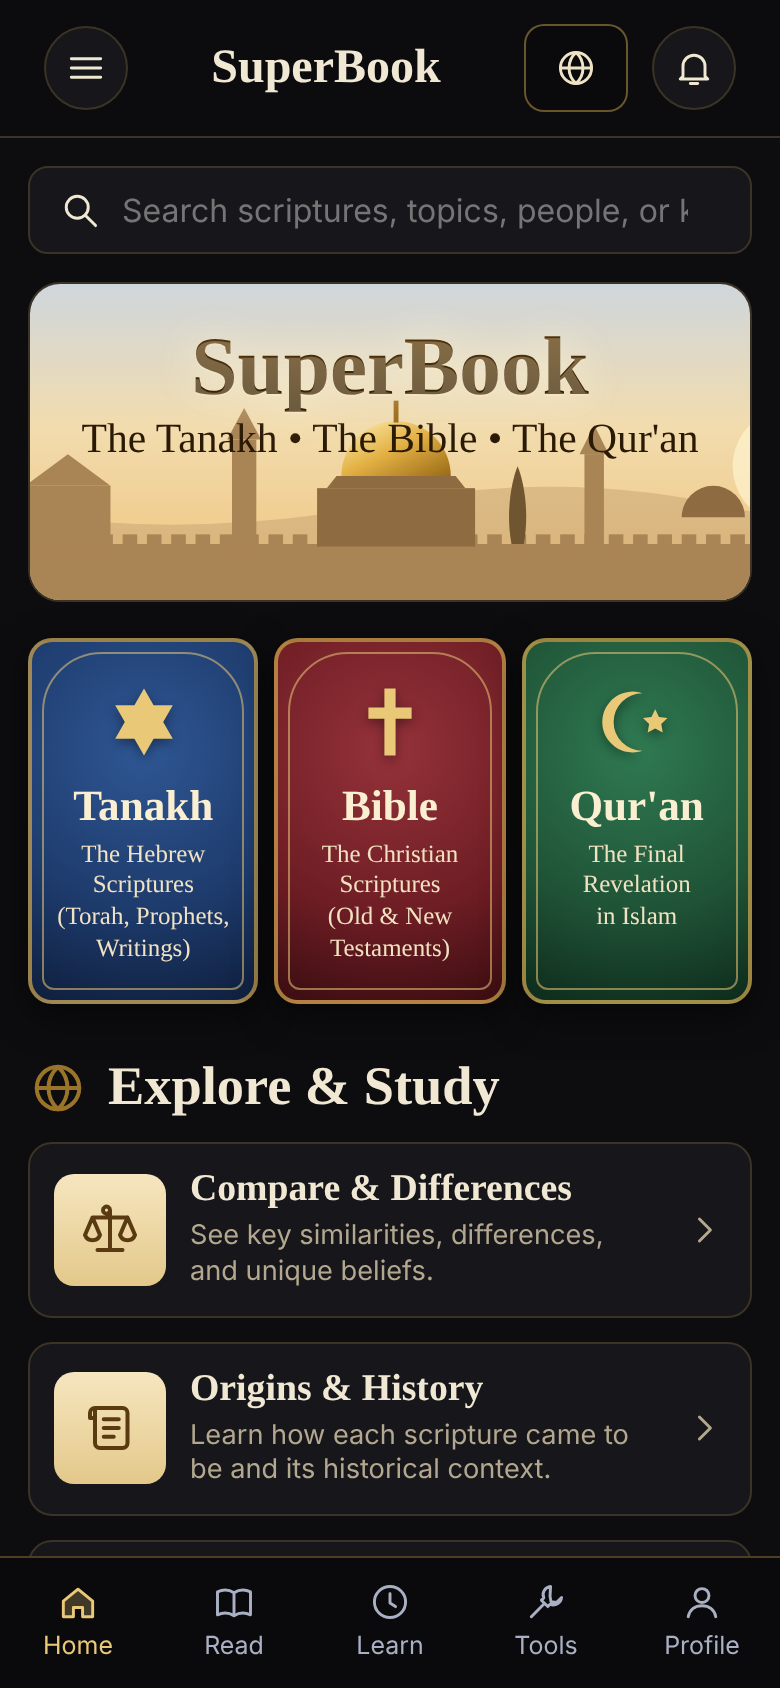 SuperBook
Search scriptures, topics, people, or
SuperBook
The Tanakh • The Bible • The Qur'an
Tanakh
The Hebrew
Scriptures
(Torah, Prophets,
Writings)
Bible
The Christian
Scriptures
(Old & New
Testaments)
Qur'an
The Final
Revelation
in Islam
Explore & Study
Compare & Differences
See key similarities, differences,
and unique beliefs.
Origins & History
Learn how each scripture came to
be and its historical context.
Home
Read
Learn
Tools
Profile